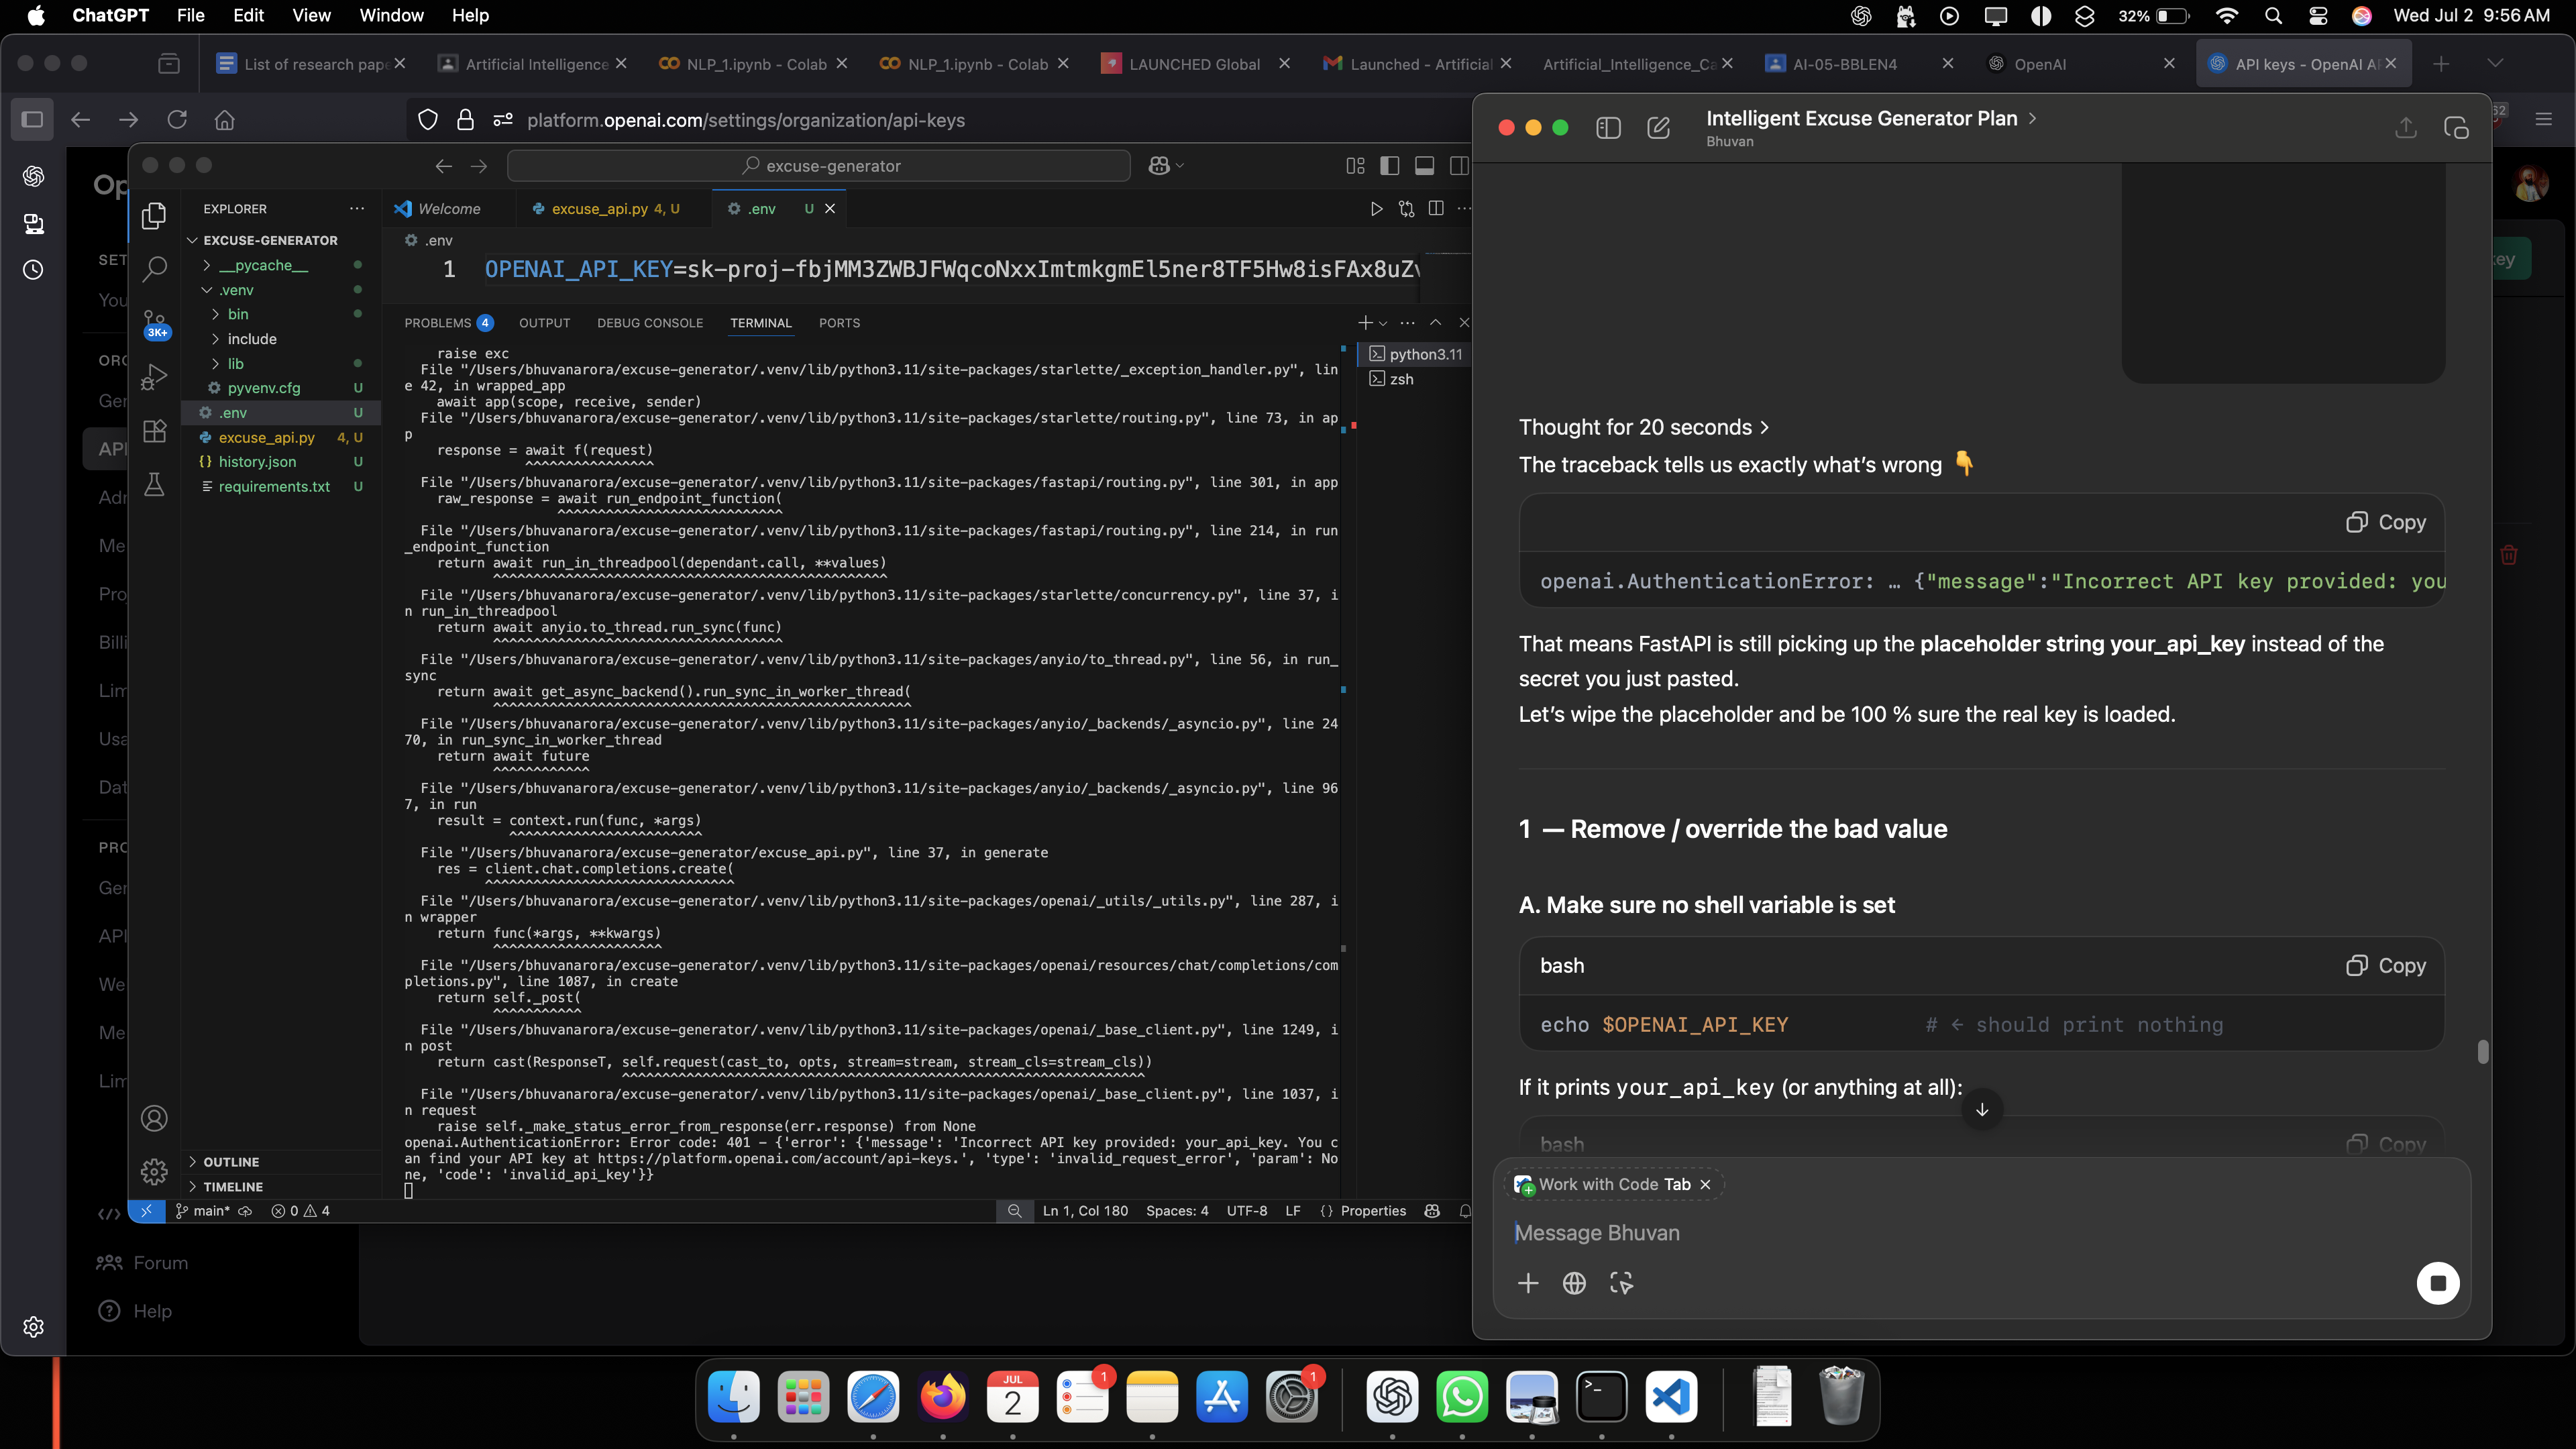 ChatGPT File Edit View Window Help
32% Wed Jul 2 9:56 AM
List of research pape
Artificial Intelligence
NLP_1.ipynb - Colab
NLP_1.ipynb - Colab
LAUNCHED Global
Launched - Artificial
Artificial_Intelligence_Ca
AI-05-BBLEN4
OpenAI
API keys - OpenAI A
platform.openai.com/settings/organization/api-keys
excuse-generator
EXPLORER
EXCUSE-GENERATOR
__pycache__
.venv
bin
include
lib
pyvenv.cfg U
.env U
excuse_api.py 4, U
history.json U
requirements.txt U
OUTLINE
TIMELINE
3K+
Welcome
excuse_api.py 4, U
.env U
.env
1 OPENAI_API_KEY=sk-proj-[partially visible key]
PROBLEMS 4 OUTPUT DEBUG CONSOLE TERMINAL PORTS
python3.11
zsh
raise exc
File "/Users/bhuvanarora/excuse-generator/.venv/lib/python3.11/site-packages/starlette/_exception_handler.py", lin
e 42, in wrapped_app
await app(scope, receive, sender)
File "/Users/bhuvanarora/excuse-generator/.venv/lib/python3.11/site-packages/starlette/routing.py", line 73, in ap
p
response = await f(request)
^^^^^^^^^^^^^^^^
File "/Users/bhuvanarora/excuse-generator/.venv/lib/python3.11/site-packages/fastapi/routing.py", line 301, in app
raw_response = await run_endpoint_function(
^^^^^^^^^^^^^^^^^^^^^^^^^^^^
File "/Users/bhuvanarora/excuse-generator/.venv/lib/python3.11/site-packages/fastapi/routing.py", line 214, in run
_endpoint_function
return await run_in_threadpool(dependant.call, **values)
^^^^^^^^^^^^^^^^^^^^^^^^^^^^^^^^^^^^^^^^^^^^^^^^^
File "/Users/bhuvanarora/excuse-generator/.venv/lib/python3.11/site-packages/starlette/concurrency.py", line 37, i
n run_in_threadpool
return await anyio.to_thread.run_sync(func)
^^^^^^^^^^^^^^^^^^^^^^^^^^^^^^^^^^^^
File "/Users/bhuvanarora/excuse-generator/.venv/lib/python3.11/site-packages/anyio/to_thread.py", line 56, in run_
sync
return await get_async_backend().run_sync_in_worker_thread(
^^^^^^^^^^^^^^^^^^^^^^^^^^^^^^^^^^^^^^^^^^^^^^^^^^^^
File "/Users/bhuvanarora/excuse-generator/.venv/lib/python3.11/site-packages/anyio/_backends/_asyncio.py", line 24
70, in run_sync_in_worker_thread
return await future
^^^^^^^^^^^^
File "/Users/bhuvanarora/excuse-generator/.venv/lib/python3.11/site-packages/anyio/_backends/_asyncio.py", line 96
7, in run
result = context.run(func, *args)
^^^^^^^^^^^^^^^^^^^^^^^^
File "/Users/bhuvanarora/excuse-generator/excuse_api.py", line 37, in generate
res = client.chat.completions.create(
^^^^^^^^^^^^^^^^^^^^^^^^^^^^^^^
File "/Users/bhuvanarora/excuse-generator/.venv/lib/python3.11/site-packages/openai/_utils/_utils.py", line 287, i
n wrapper
return func(*args, **kwargs)
^^^^^^^^^^^^^^^^^^^^^
File "/Users/bhuvanarora/excuse-generator/.venv/lib/python3.11/site-packages/openai/resources/chat/completions/com
pletions.py", line 1087, in create
return self._post(
^^^^^^^^^^^
File "/Users/bhuvanarora/excuse-generator/.venv/lib/python3.11/site-packages/openai/_base_client.py", line 1249, i
n post
return cast(ResponseT, self.request(cast_to, opts, stream=stream, stream_cls=stream_cls))
^^^^^^^^^^^^^^^^^^^^^^^^^^^^^^^^^^^^^^^^^^^^^^^^^^^^^^^^^^^^^^^^^
File "/Users/bhuvanarora/excuse-generator/.venv/lib/python3.11/site-packages/openai/_base_client.py", line 1037, i
n request
raise self._make_status_error_from_response(err.response) from None
openai.AuthenticationError: Error code: 401 - {'error': {'message': 'Incorrect API key provided: your_api_key. You c
an find your API key at https://platform.openai.com/account/api-keys.', 'type': 'invalid_request_error', 'param': No
ne, 'code': 'invalid_api_key'}}
main* 0 4
Ln 1, Col 180 Spaces: 4 UTF-8 LF {} Properties
Forum
Help
Intelligent Excuse Generator Plan
Bhuvan
Thought for 20 seconds
The traceback tells us exactly what's wrong 👇
Copy
openai.AuthenticationError: … {"message":"Incorrect API key provided: you
That means FastAPI is still picking up the placeholder string your_api_key instead of the
secret you just pasted.
Let's wipe the placeholder and be 100 % sure the real key is loaded.
1 — Remove / override the bad value
A. Make sure no shell variable is set
bash Copy
echo $OPENAI_API_KEY # ← should print nothing
If it prints your_api_key (or anything at all):
bash Copy
Work with Code Tab
Message Bhuvan
JUL
2
1
1